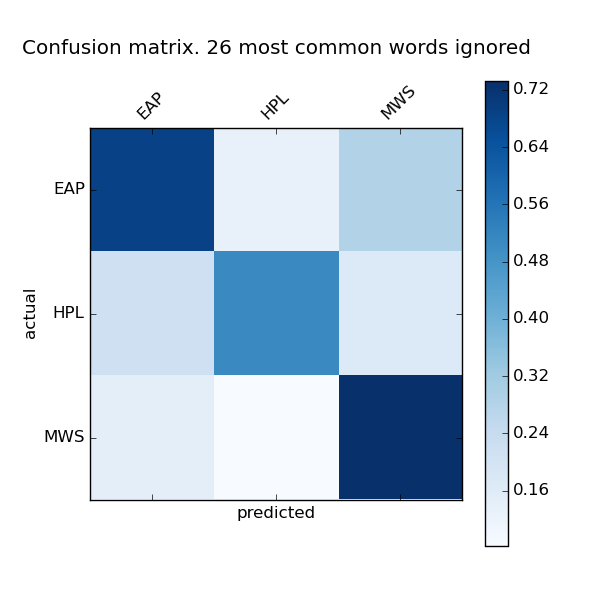 Confusion matrix. 26 most common words ignored
EAP HPL MWS
EAP
HPL
MWS
actual
predicted
0.72
0.64
0.56
0.48
0.40
0.32
0.24
0.16